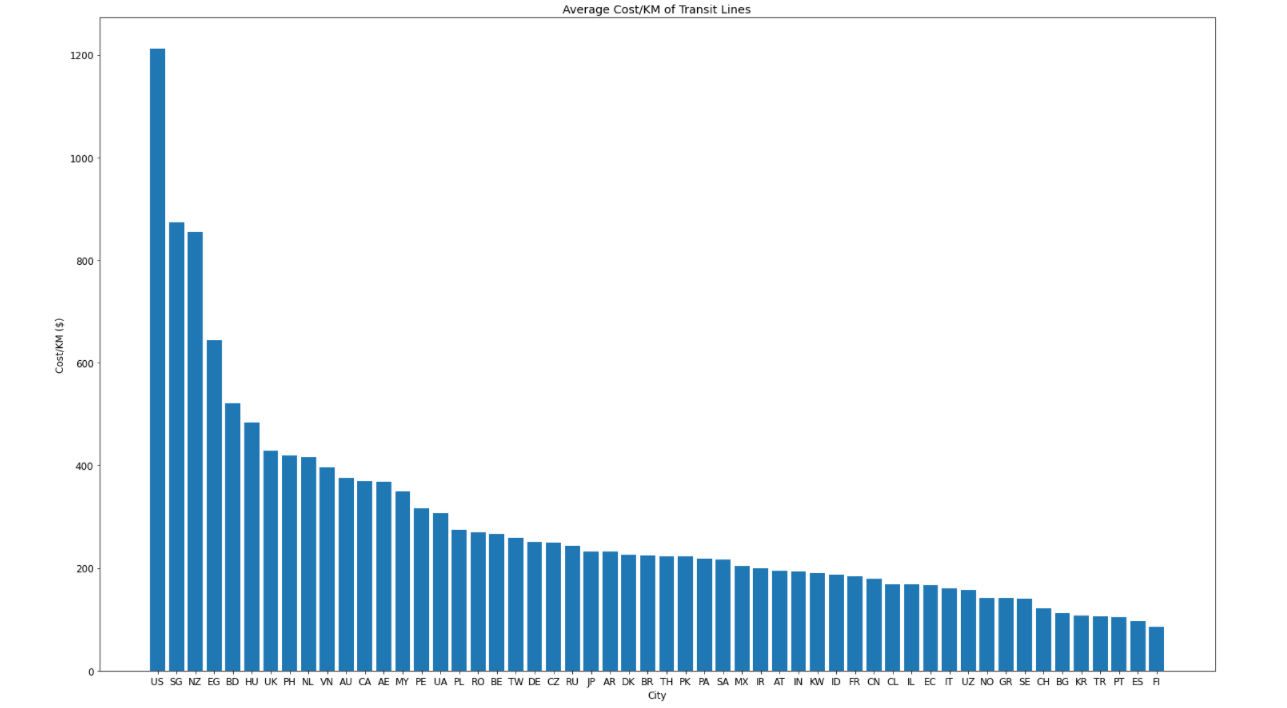 Average Cost/KM of Transit Lines
1200
1000
800
600
400
200
0
Cost/KM ($)
US SG NZ EG BD HU UK PH NL VN AU CA AE MY PE UA PL RO BE TW DE CZ RU JP AR DK BR TH PK PA SA MX IR AT IN KW ID FR CN CL IL EC IT UZ NO GR SE CH BG KR TR PT ES FI
City